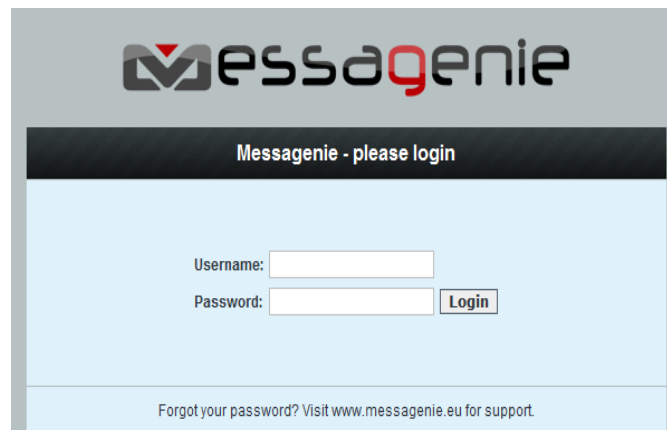 Messagenie
Messagenie - please login
Username:
Password: Login
Forgot your password? Visit www.messagenie.eu for support.